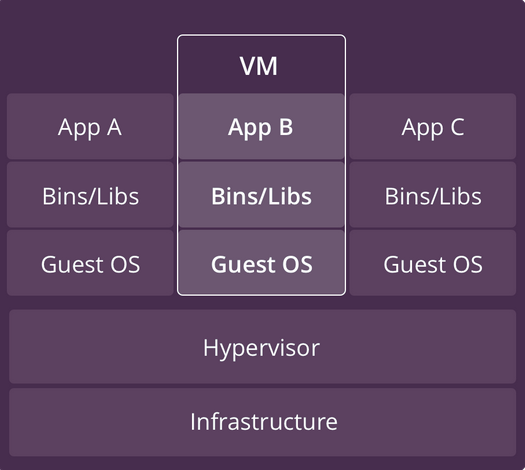 VM
App A
App B
App C
Bins/Libs
Bins/Libs
Bins/Libs
Guest OS
Guest OS
Guest OS
Hypervisor
Infrastructure